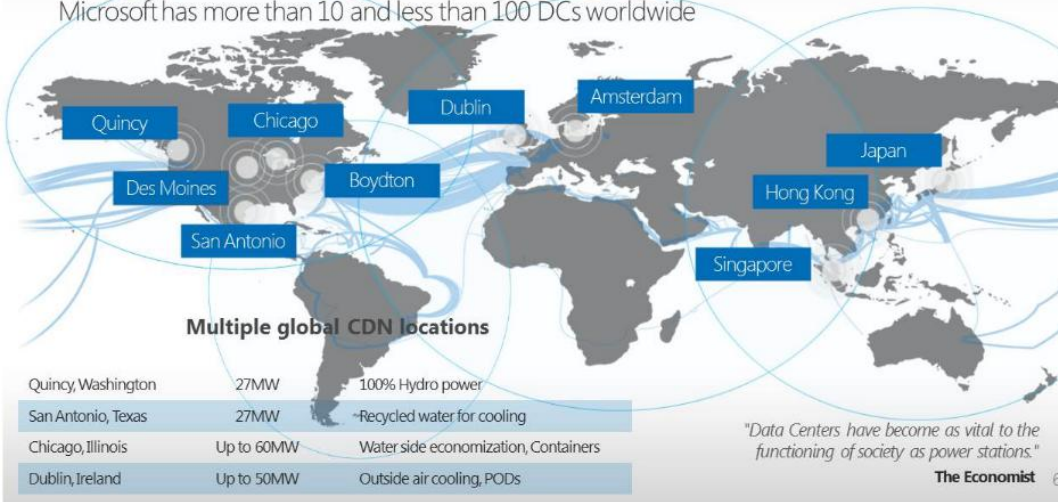 Microsoft has more than 10 and less than 100 DCs worldwide
Quincy
Chicago
Dublin
Amsterdam
Japan
Des Moines
Boydton
Hong Kong
San Antonio
Singapore
Multiple global CDN locations
Quincy, Washington 27MW 100% Hydro power
San Antonio, Texas 27MW Recycled water for cooling
Chicago, Illinois Up to 60MW Water side economization, Containers
Dublin, Ireland Up to 50MW Outside air cooling, PODs
"Data Centers have become as vital to the
functioning of society as power stations."
The Economist